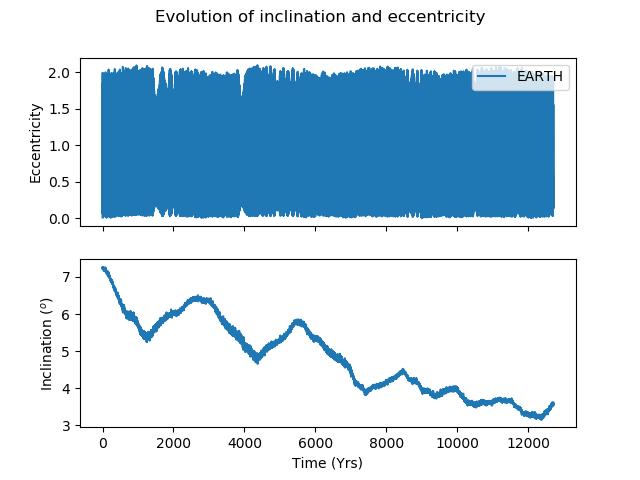 Evolution of inclination and eccentricity
EARTH
Eccentricity
2.0
1.5
1.0
0.5
0.0
Inclination (°)
7
6
5
4
3
0 2000 4000 6000 8000 10000 12000
Time (Yrs)